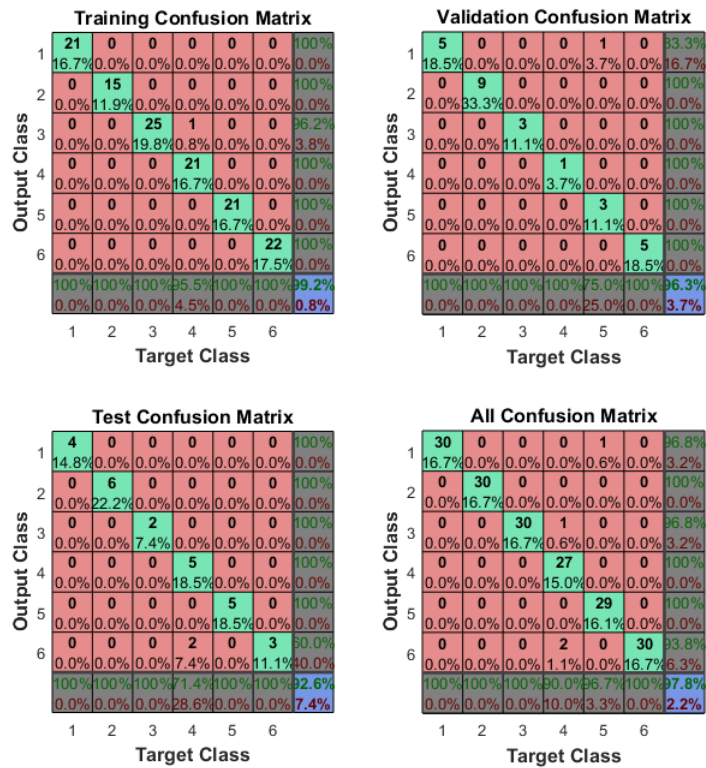 Training Confusion Matrix
Output Class
1
21 0 0 0 0 0 100%
16.7% 0.0% 0.0% 0.0% 0.0% 0.0% 0.0%
2
0 15 0 0 0 0 100%
0.0% 11.9% 0.0% 0.0% 0.0% 0.0% 0.0%
3
0 0 25 1 0 0 96.2%
0.0% 0.0% 19.8% 0.8% 0.0% 0.0% 3.8%
4
0 0 0 21 0 0 100%
0.0% 0.0% 0.0% 16.7% 0.0% 0.0% 0.0%
5
0 0 0 0 21 0 100%
0.0% 0.0% 0.0% 0.0% 16.7% 0.0% 0.0%
6
0 0 0 0 0 22 100%
0.0% 0.0% 0.0% 0.0% 0.0% 17.5% 0.0%
100% 100% 100% 95.5% 100% 100% 99.2%
0.0% 0.0% 0.0% 4.5% 0.0% 0.0% 0.8%
1 2 3 4 5 6
Target Class
Validation Confusion Matrix
Output Class
1
5 0 0 0 1 0 83.3%
18.5% 0.0% 0.0% 0.0% 3.7% 0.0% 16.7%
2
0 9 0 0 0 0 100%
0.0% 33.3% 0.0% 0.0% 0.0% 0.0% 0.0%
3
0 0 3 0 0 0 100%
0.0% 0.0% 11.1% 0.0% 0.0% 0.0% 0.0%
4
0 0 0 1 0 0 100%
0.0% 0.0% 0.0% 3.7% 0.0% 0.0% 0.0%
5
0 0 0 0 3 0 100%
0.0% 0.0% 0.0% 0.0% 11.1% 0.0% 0.0%
6
0 0 0 0 0 5 100%
0.0% 0.0% 0.0% 0.0% 0.0% 18.5% 0.0%
100% 100% 100% 100% 75.0% 100% 96.3%
0.0% 0.0% 0.0% 0.0% 25.0% 0.0% 3.7%
1 2 3 4 5 6
Target Class
Test Confusion Matrix
Output Class
1
4 0 0 0 0 0 100%
14.8% 0.0% 0.0% 0.0% 0.0% 0.0% 0.0%
2
0 6 0 0 0 0 100%
0.0% 22.2% 0.0% 0.0% 0.0% 0.0% 0.0%
3
0 0 2 0 0 0 100%
0.0% 0.0% 7.4% 0.0% 0.0% 0.0% 0.0%
4
0 0 0 5 0 0 100%
0.0% 0.0% 0.0% 18.5% 0.0% 0.0% 0.0%
5
0 0 0 0 5 0 100%
0.0% 0.0% 0.0% 0.0% 18.5% 0.0% 0.0%
6
0 0 0 2 0 3 60.0%
0.0% 0.0% 0.0% 7.4% 0.0% 11.1% 40.0%
100% 100% 100% 71.4% 100% 100% 92.6%
0.0% 0.0% 0.0% 28.6% 0.0% 0.0% 7.4%
1 2 3 4 5 6
Target Class
All Confusion Matrix
Output Class
1
30 0 0 0 1 0 96.8%
16.7% 0.0% 0.0% 0.0% 0.6% 0.0% 3.2%
2
0 30 0 0 0 0 100%
0.0% 16.7% 0.0% 0.0% 0.0% 0.0% 0.0%
3
0 0 30 1 0 0 96.8%
0.0% 0.0% 16.7% 0.6% 0.0% 0.0% 3.2%
4
0 0 0 27 0 0 100%
0.0% 0.0% 0.0% 15.0% 0.0% 0.0% 0.0%
5
0 0 0 0 29 0 100%
0.0% 0.0% 0.0% 0.0% 16.1% 0.0% 0.0%
6
0 0 0 2 0 30 93.8%
0.0% 0.0% 0.0% 1.1% 0.0% 16.7% 6.3%
100% 100% 100% 90.0% 96.7% 100% 97.8%
0.0% 0.0% 0.0% 10.0% 3.3% 0.0% 2.2%
1 2 3 4 5 6
Target Class